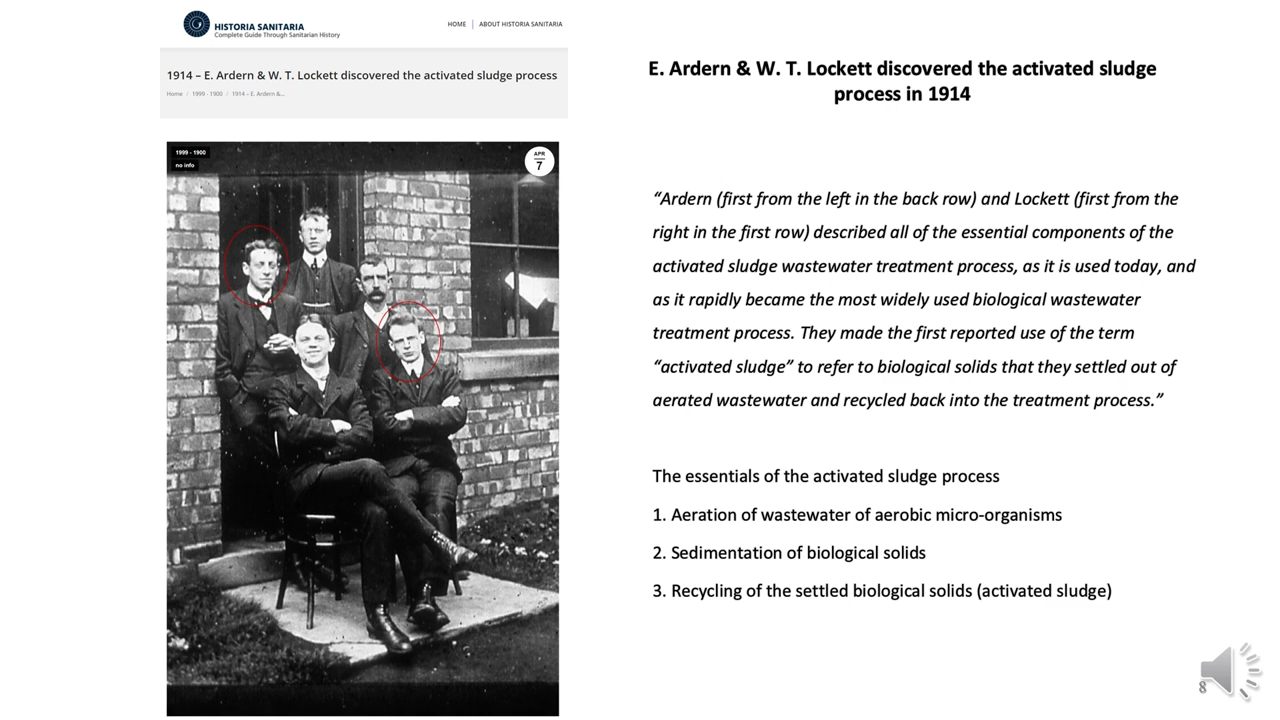 HISTORIA SANITARIA
Complete Guide Through Sanitarian History
HOME | ABOUT HISTORIA SANITARIA
1914 – E. Ardern & W. T. Lockett discovered the activated sludge process
Home / 1999 - 1900 / 1914 – E. Ardern &...
1999 - 1900
no info
APR
7
E. Ardern & W. T. Lockett discovered the activated sludge
process in 1914
“Ardern (first from the left in the back row) and Lockett (first from the
right in the first row) described all of the essential components of the
activated sludge wastewater treatment process, as it is used today, and
as it rapidly became the most widely used biological wastewater
treatment process. They made the first reported use of the term
“activated sludge” to refer to biological solids that they settled out of
aerated wastewater and recycled back into the treatment process.”
The essentials of the activated sludge process
1. Aeration of wastewater of aerobic micro-organisms
2. Sedimentation of biological solids
3. Recycling of the settled biological solids (activated sludge)
8